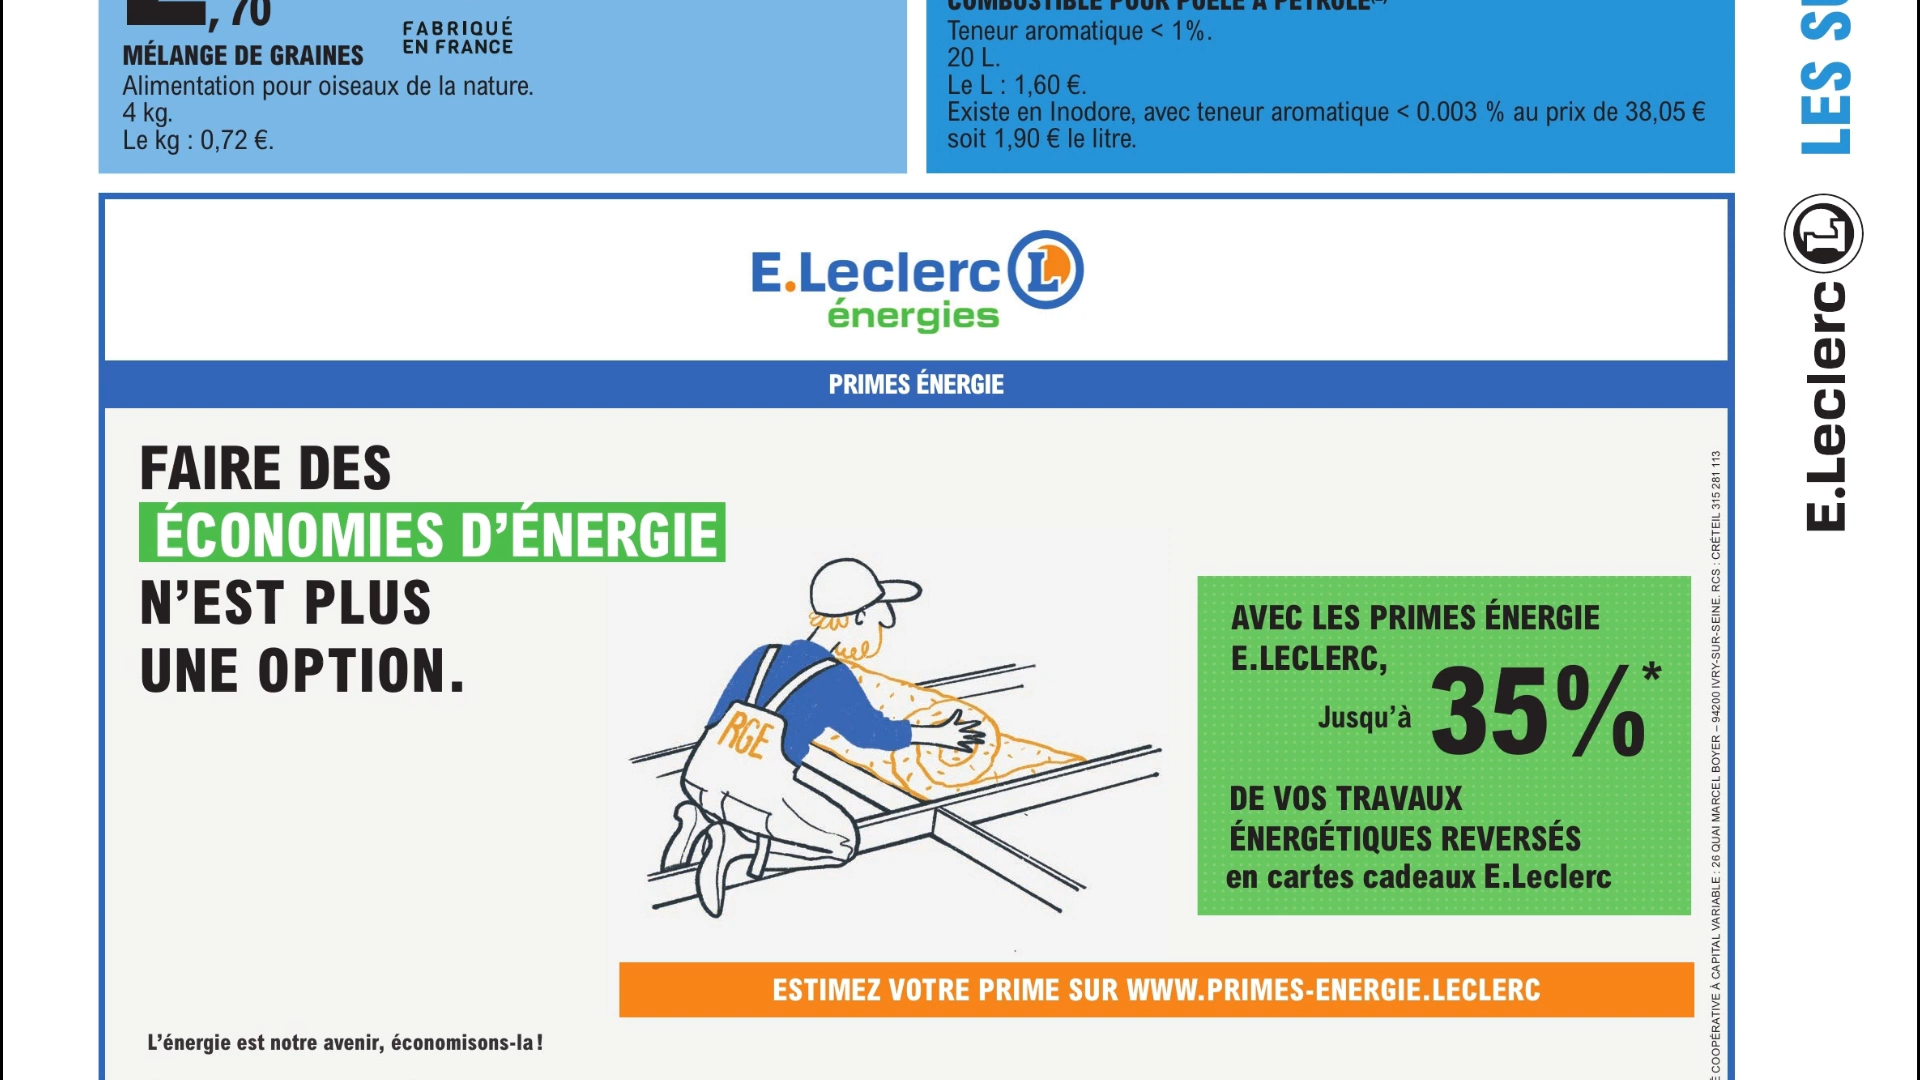 , 70
FABRIQUÉ
EN FRANCE
MÉLANGE DE GRAINES
Alimentation pour oiseaux de la nature.
4 kg.
Le kg : 0,72 €.
COMBUSTIBLE POUR POÊLE À PÉTROLE
Teneur aromatique < 1%.
20 L.
Le L : 1,60 €.
Existe en Inodore, avec teneur aromatique < 0.003 % au prix de 38,05 €
soit 1,90 € le litre.
LES
E.Leclerc L
E.Leclerc L
énergies
PRIMES ÉNERGIE
FAIRE DES
ÉCONOMIES D’ÉNERGIE
N’EST PLUS
UNE OPTION.
RGE
AVEC LES PRIMES ÉNERGIE
E.LECLERC,
Jusqu’à 35%*
DE VOS TRAVAUX
ÉNERGÉTIQUES REVERSÉS
en cartes cadeaux E.Leclerc
ESTIMEZ VOTRE PRIME SUR WWW.PRIMES-ENERGIE.LECLERC
L’énergie est notre avenir, économisons-la !
COOPÉRATIVE À CAPITAL VARIABLE : 26 QUAI MARCEL BOYER – 94200 IVRY-SUR-SEINE. RCS : CRÉTEIL 315 281 113